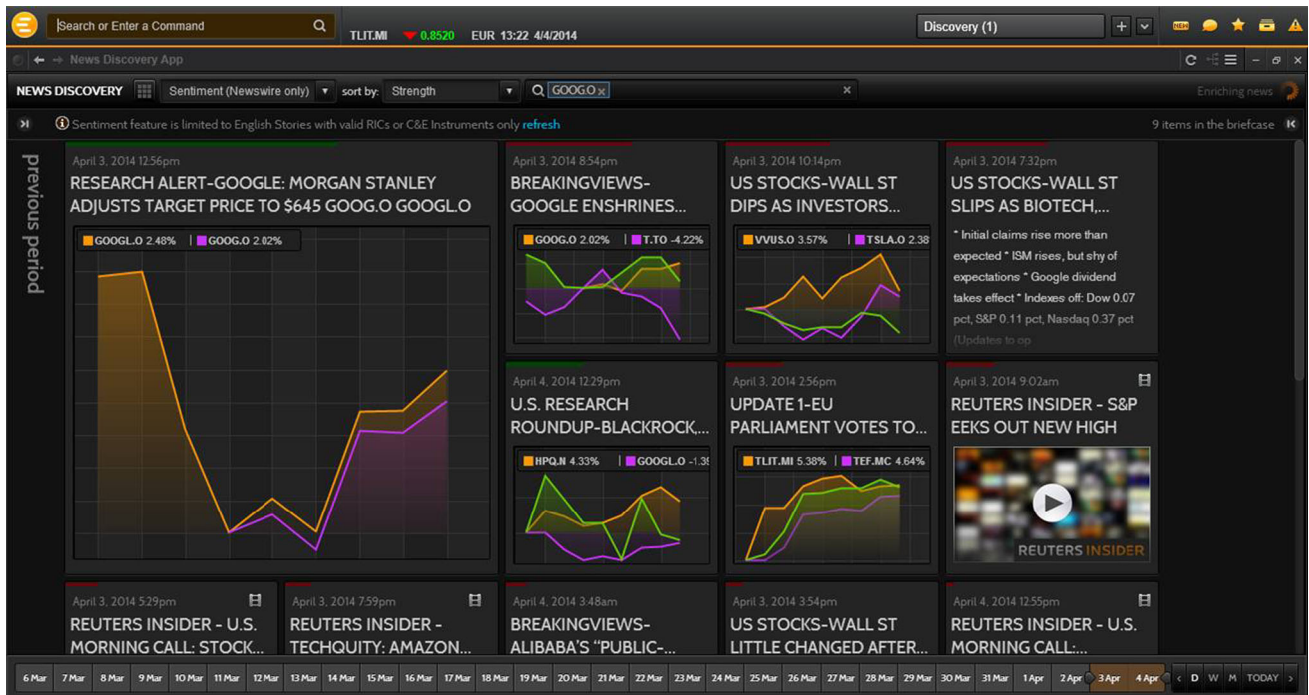 Search or Enter a Command
TLIT.MI 0.8520 EUR 13:22 4/4/2014
Discovery (1)
NEW
News Discovery App
NEWS DISCOVERY Sentiment (Newswire only) sort by: Strength GOOG.O x
Enriching news
Sentiment feature is limited to English Stories with valid RICs or C&E Instruments only refresh
9 items in the briefcase
previous period
April 3, 2014 12:56pm
RESEARCH ALERT-GOOGLE: MORGAN STANLEY
ADJUSTS TARGET PRICE TO $645 GOOG.O GOOGL.O
GOOGL.O 2.48% | GOOG.O 2.02%
April 3, 2014 8:54pm
BREAKINGVIEWS-
GOOGLE ENSHRINES...
GOOG.O 2.02% | T.TO -4.22%
April 3, 2014 10:14pm
US STOCKS-WALL ST
DIPS AS INVESTORS...
VVUS.O 3.57% | TSLA.O 2.38
April 3, 2014 7:32pm
US STOCKS-WALL ST
SLIPS AS BIOTECH,...
* Initial claims rise more than
expected * ISM rises, but shy of
expectations * Google dividend
takes effect * Indexes off: Dow 0.07
pct, S&P 0.11 pct, Nasdaq 0.37 pct
(Updates to op
April 4, 2014 12:29pm
U.S. RESEARCH
ROUNDUP-BLACKROCK,...
HPQ.N 4.33% | GOOGL.O -1.39
April 3, 2014 2:56pm
UPDATE 1-EU
PARLIAMENT VOTES TO...
TLIT.MI 5.38% | TEF.MC 4.64%
April 3, 2014 9:02am
REUTERS INSIDER - S&P
EEKS OUT NEW HIGH
REUTERS INSIDER
April 3, 2014 5:29pm
REUTERS INSIDER - U.S.
MORNING CALL: STOCK...
April 3, 2014 7:59pm
REUTERS INSIDER -
TECHQUITY: AMAZON...
April 4, 2014 3:48am
BREAKINGVIEWS-
ALIBABA'S "PUBLIC-...
April 3, 2014 3:54pm
US STOCKS-WALL ST
LITTLE CHANGED AFTER...
April 4, 2014 12:55pm
REUTERS INSIDER - U.S.
MORNING CALL:...
6 Mar 7 Mar 8 Mar 9 Mar 10 Mar 11 Mar 12 Mar 13 Mar 14 Mar 15 Mar 16 Mar 17 Mar 18 Mar 19 Mar 20 Mar 21 Mar 22 Mar 23 Mar 24 Mar 25 Mar 26 Mar 27 Mar 28 Mar 29 Mar 30 Mar 31 Mar 1 Apr 2 Apr 3 Apr 4 Apr < D W M TODAY >